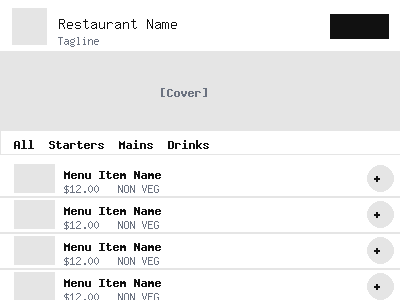 Restaurant Name
Tagline
[Cover]
All Starters Mains Drinks
Menu Item Name
$12.00 NON VEG
+
Menu Item Name
$12.00 NON VEG
+
Menu Item Name
$12.00 NON VEG
+
Menu Item Name
$12.00 NON VEG
+